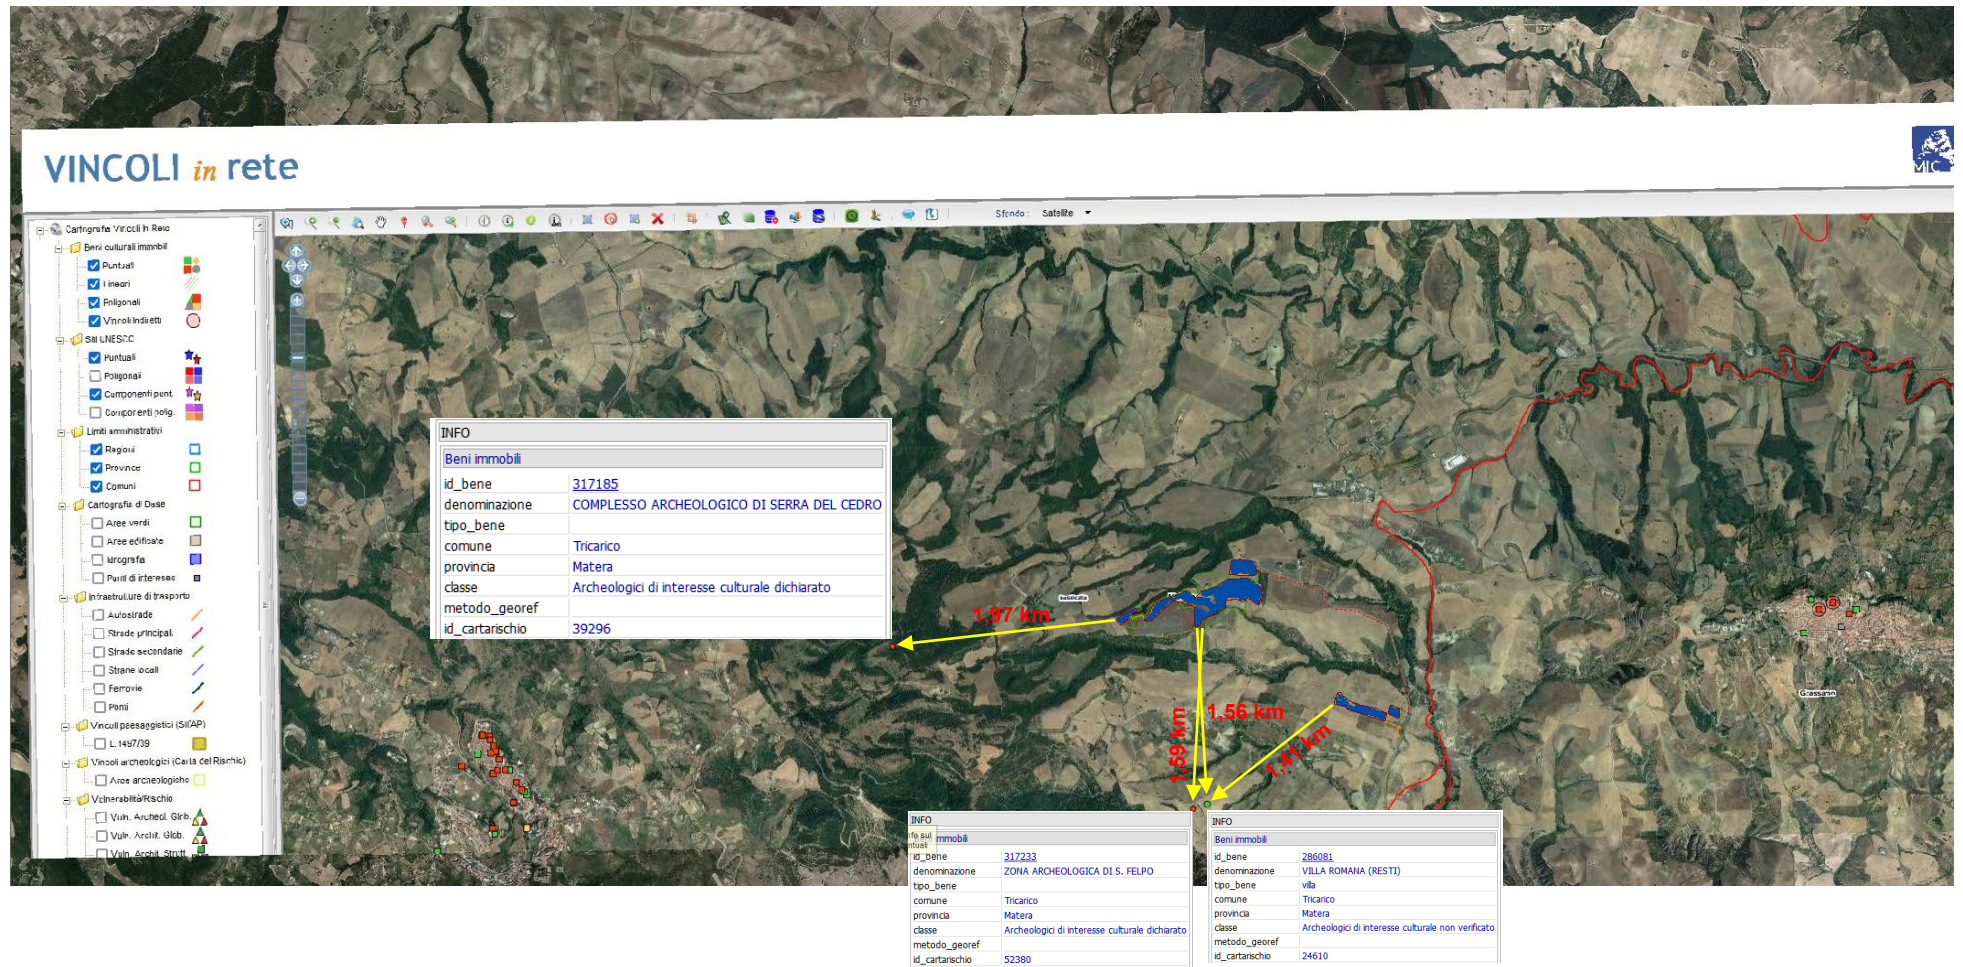 VINCOLI in rete
MIC
Sfondo: Satellite
Cartografia Vincoli In Rete
Beni culturali immobili
Puntuali
Lineari
Poligonali
Vincoli Indiretti
Siti UNESCO
Puntuali
Poligonali
Componenti punt.
Componenti polig.
Limiti amministrativi
Regioni
Province
Comuni
Cartografia di Base
Aree verdi
Aree edificate
Idrografia
Punti di interesse
Infrastrutture di trasporto
Autostrade
Strade principali
Strade secondarie
Strade locali
Ferrovie
Ponti
Vincoli paesaggistici (SITAP)
L. 1497/39
Vincoli archeologici (Carta del Rischio)
Aree archeologiche
Vulnerabilità/Rischio
Vuln. Archeol. Glob.
Vuln. Archit. Glob.
Vuln. Archit. Strutt.
INFO
Beni immobili
id_bene 317185
denominazione COMPLESSO ARCHEOLOGICO DI SERRA DEL CEDRO
tipo_bene
comune Tricarico
provincia Matera
classe Archeologici di interesse culturale dichiarato
metodo_georef
id_cartarischio 39296
Basilicata
1,97 km
1,59 km
1,56 km
1,41 km
Grassano
INFO
mmobili
id_bene 317233
denominazione ZONA ARCHEOLOGICA DI S. FELPO
tipo_bene
comune Tricarico
provincia Matera
classe Archeologici di interesse culturale dichiarato
metodo_georef
id_cartarischio 52380
INFO
Beni immobili
id_bene 286081
denominazione VILLA ROMANA (RESTI)
tipo_bene villa
comune Tricarico
provincia Matera
classe Archeologici di interesse culturale non verificato
metodo_georef
id_cartarischio 24610